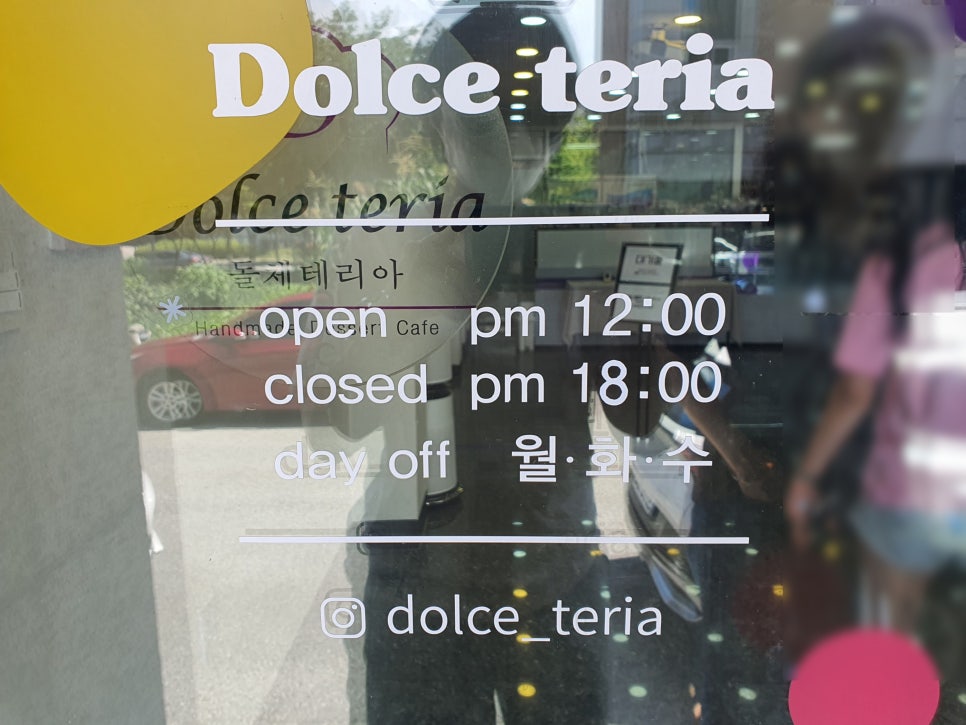 Dolce teria
Dolce teria
돌체테리아
Handmade Dessert Cafe
open pm 12:00
closed pm 18:00
day off 월·화·수
dolce_teria